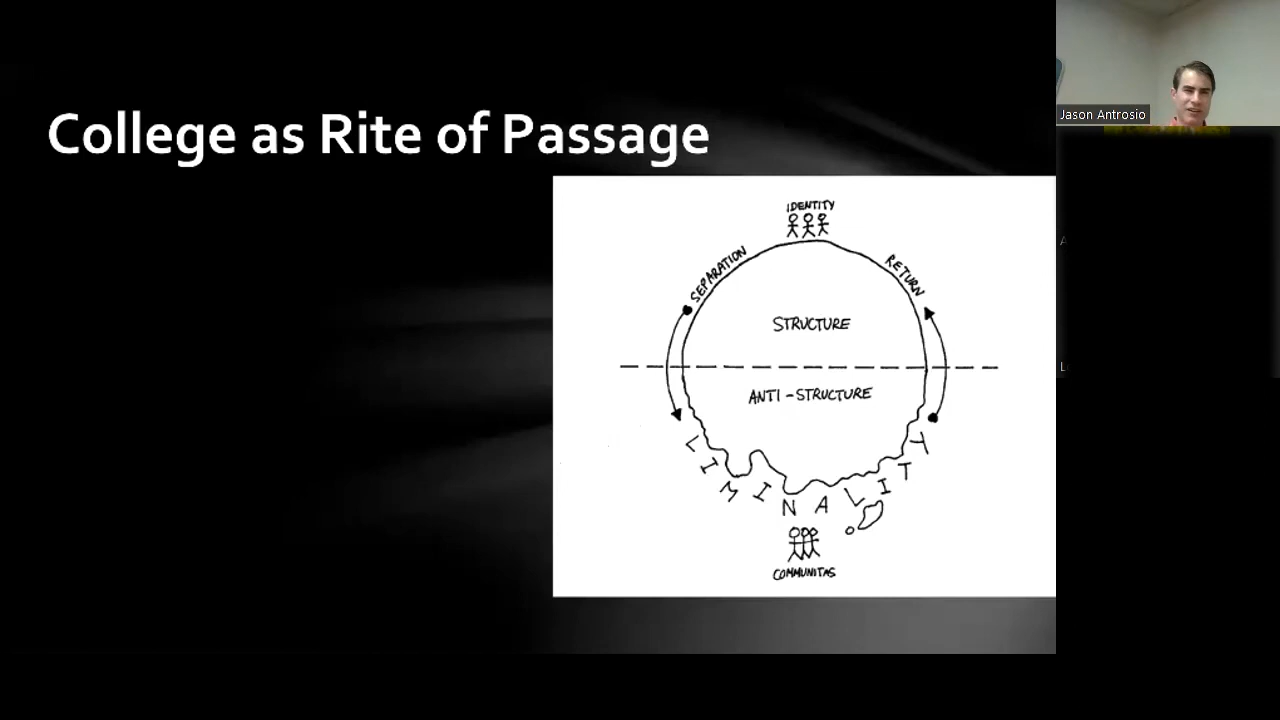 College as Rite of Passage
Jason Antrosio
IDENTITY
SEPARATION
RETURN
STRUCTURE
ANTI-STRUCTURE
LIMINALITY
COMMUNITAS